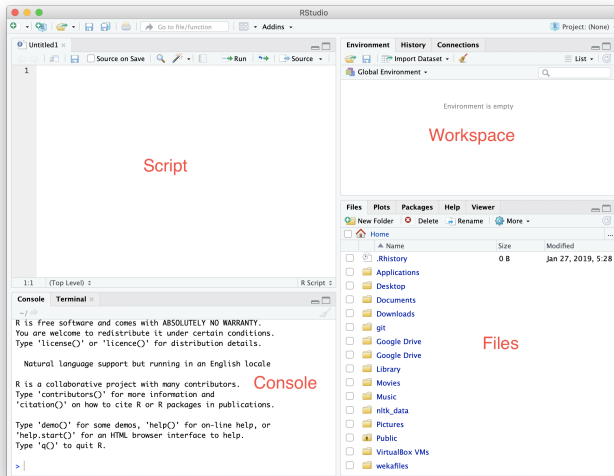 RStudio
Go to file/function
Addins
Project: (None)
Untitled1
Source on Save
Run
Source
1
Script
1:1
(Top Level)
R Script
Console
Terminal
~/
R is free software and comes with ABSOLUTELY NO WARRANTY.
You are welcome to redistribute it under certain conditions.
Type 'license()' or 'licence()' for distribution details.
Natural language support but running in an English locale
R is a collaborative project with many contributors.
Type 'contributors()' for more information and
'citation()' on how to cite R or R packages in publications.
Type 'demo()' for some demos, 'help()' for on-line help, or
'help.start()' for an HTML browser interface to help.
Type 'q()' to quit R.
>
Console
Environment
History
Connections
Import Dataset
List
Global Environment
Environment is empty
Workspace
Files
Plots
Packages
Help
Viewer
New Folder
Delete
Rename
More
Home
...
Name
Size
Modified
.Rhistory
0 B
Jan 27, 2019, 5:28
Applications
Desktop
Documents
Downloads
git
Google Drive
Google Drive
Library
Movies
Music
nltk_data
Pictures
Public
VirtualBox VMs
wekafiles
Files